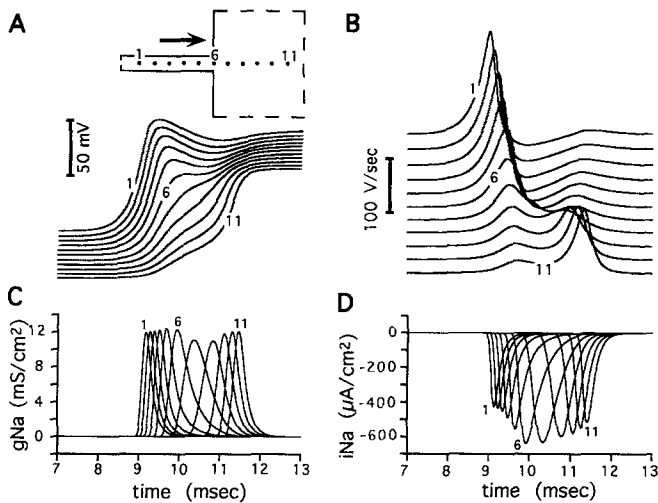 A
1 6 11
50 mV
1
6
11
B
1
6
11
100 V/sec
C
gNa (mS/cm²)
12
8
4
0
1 6 11
7 8 9 10 11 12 13
time (msec)
D
iNa (µA/cm²)
0
-200
-400
-600
1
6
11
7 8 9 10 11 12 13
time (msec)